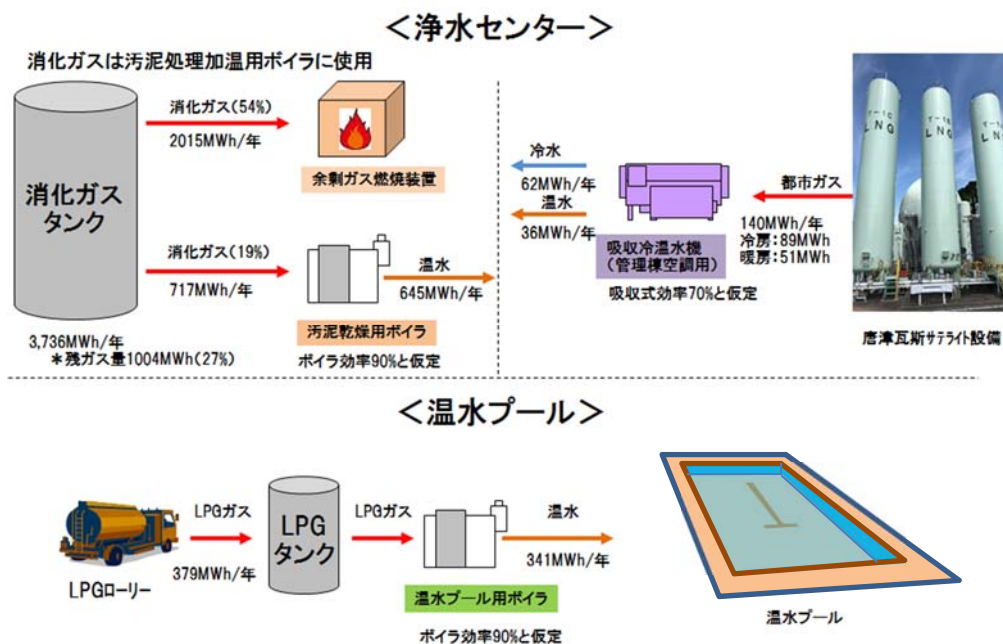 ＜浄水センター＞
消化ガスは汚泥処理加温用ボイラに使用
消化ガス
タンク
3,736MWh/年
＊残ガス量1004MWh(27%)
消化ガス(54%)
2015MWh/年
余剰ガス燃焼装置
消化ガス(19%)
717MWh/年
汚泥乾燥用ボイラ
ボイラ効率90%と仮定
温水
645MWh/年
冷水
62MWh/年
温水
36MWh/年
吸収冷温水機
(管理棟空調用)
吸収式効率70%と仮定
都市ガス
140MWh/年
冷房:89MWh
暖房:51MWh
LNG
LNG
LNG
唐津瓦斯ｻﾃﾗｲﾄ設備
＜温水プール＞
LPGローリー
LPGガス
379MWh/年
LPG
タンク
LPGガス
温水プール用ボイラ
ボイラ効率90%と仮定
温水
341MWh/年
温水プール